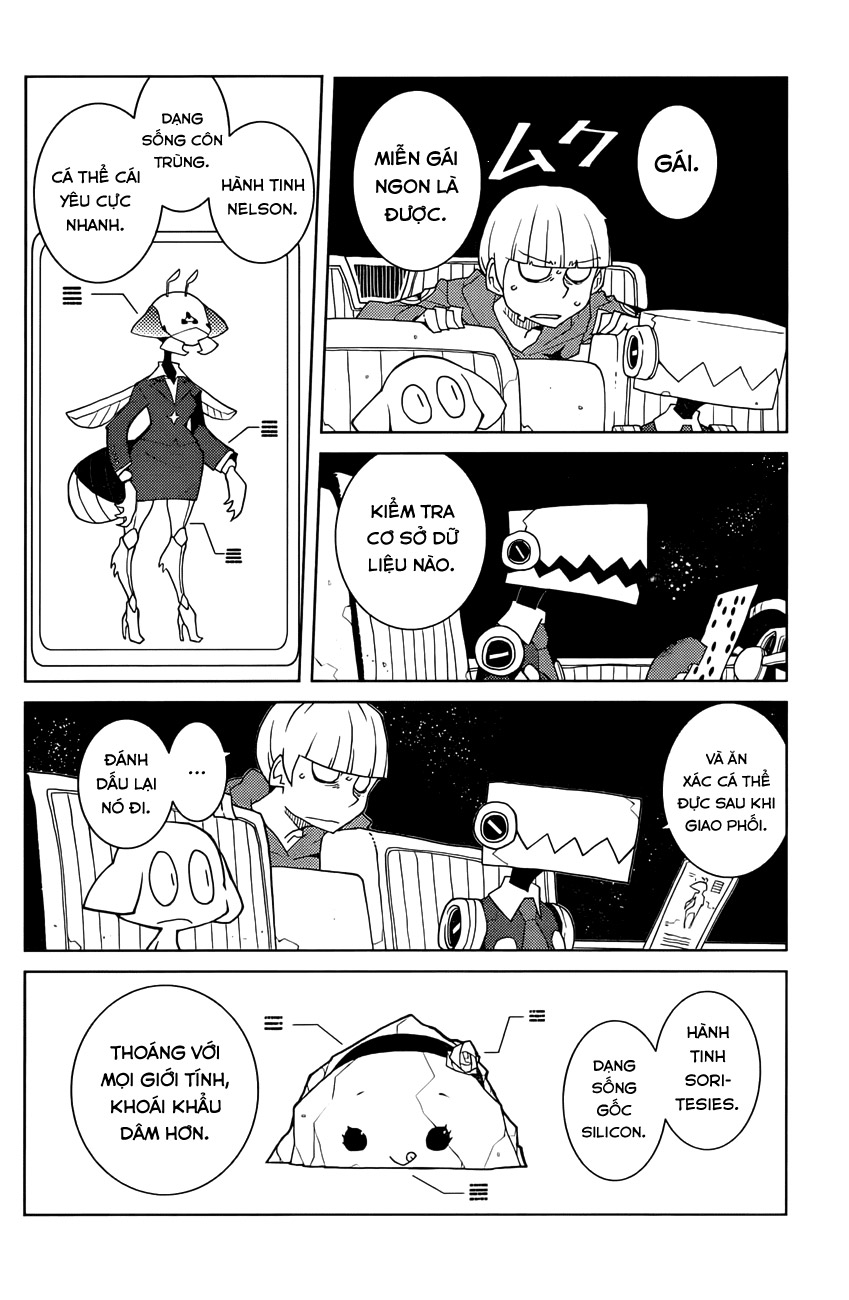 GÁI.
ムク
MIỄN GÁI
NGON LÀ
ĐƯỢC.
KIỂM TRA
CƠ SỞ DỮ
LIỆU NÀO.
HÀNH TINH
NELSON.
DẠNG
SỐNG CÔN
TRÙNG.
CÁ THỂ CÁI
YÊU CỰC
NHANH.
VÀ ĂN
XÁC CÁ THỂ
ĐỰC SAU KHI
GIAO PHỐI.
...
ĐÁNH
DẤU LẠI
NÓ ĐI.
HÀNH
TINH
SORI-
TESIES.
DẠNG
SỐNG
GỐC
SILICON.
THOÁNG VỚI
MỌI GIỚI TÍNH,
KHOÁI KHẨU
DÂM HƠN.